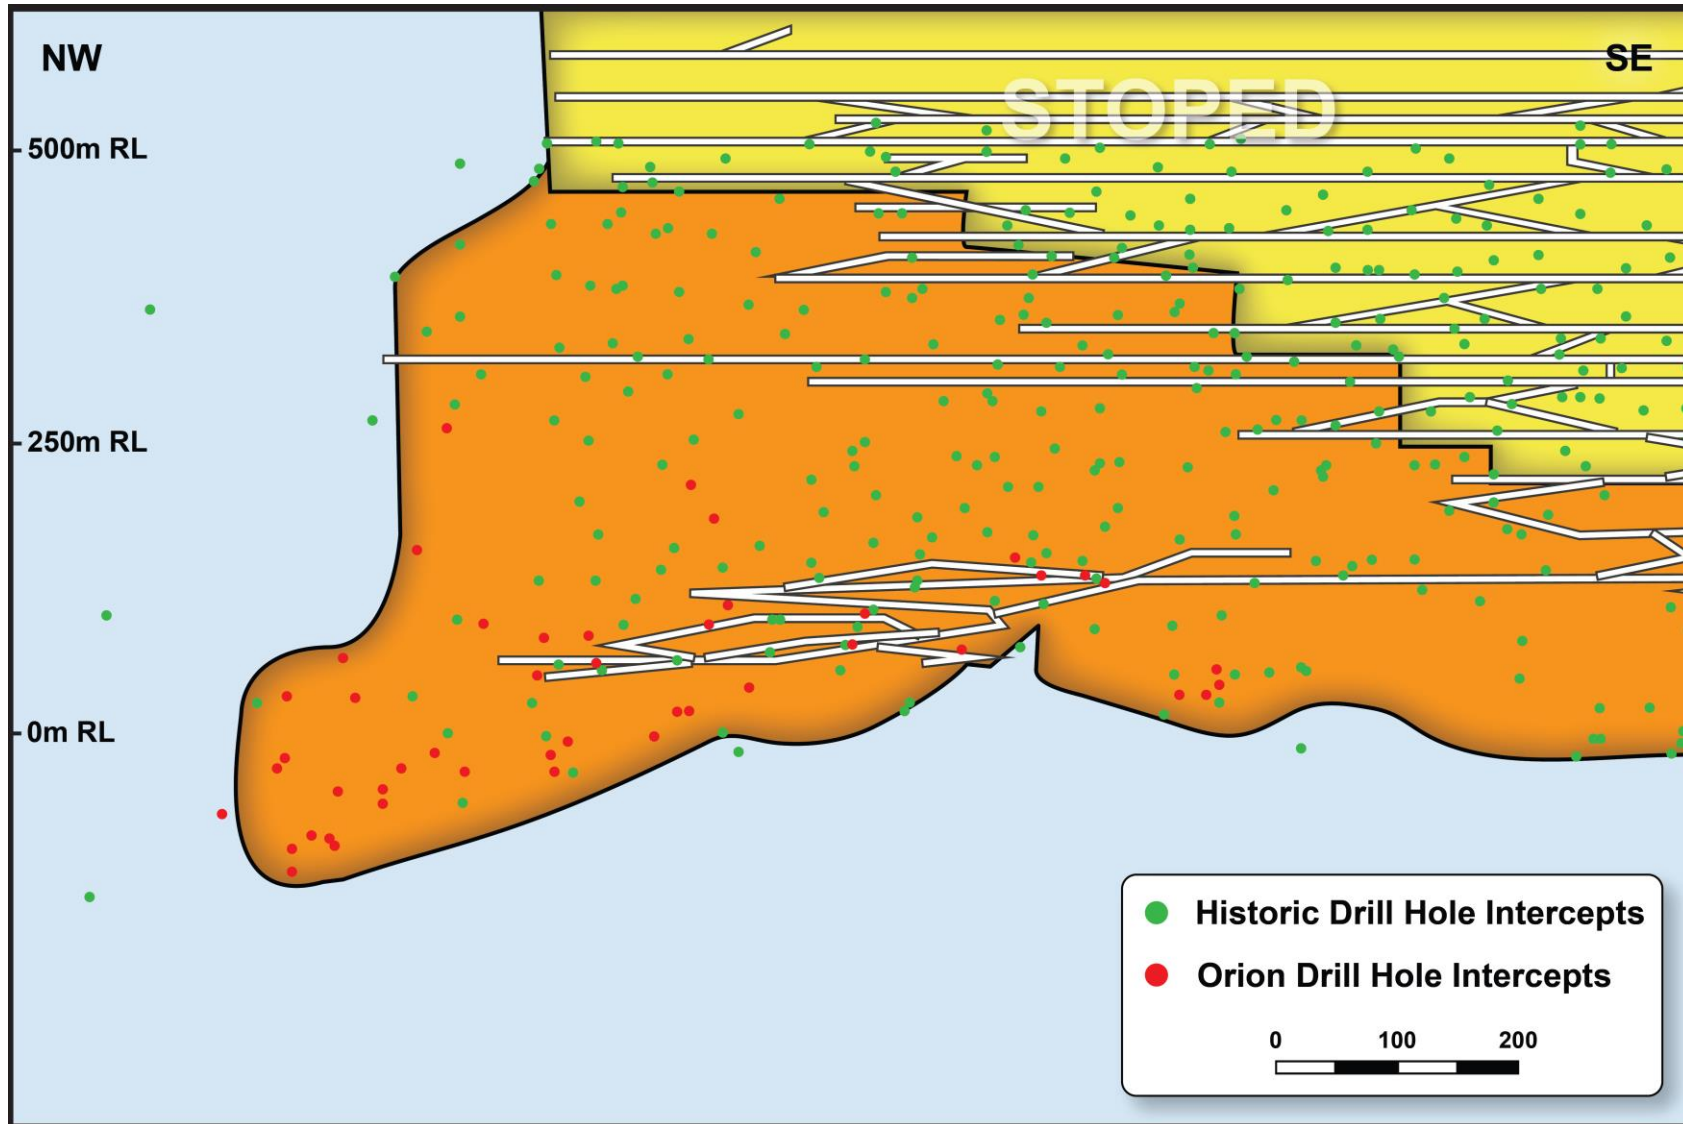 NW
SE
STOPED
500m RL
250m RL
0m RL
Historic Drill Hole Intercepts
Orion Drill Hole Intercepts
0 100 200